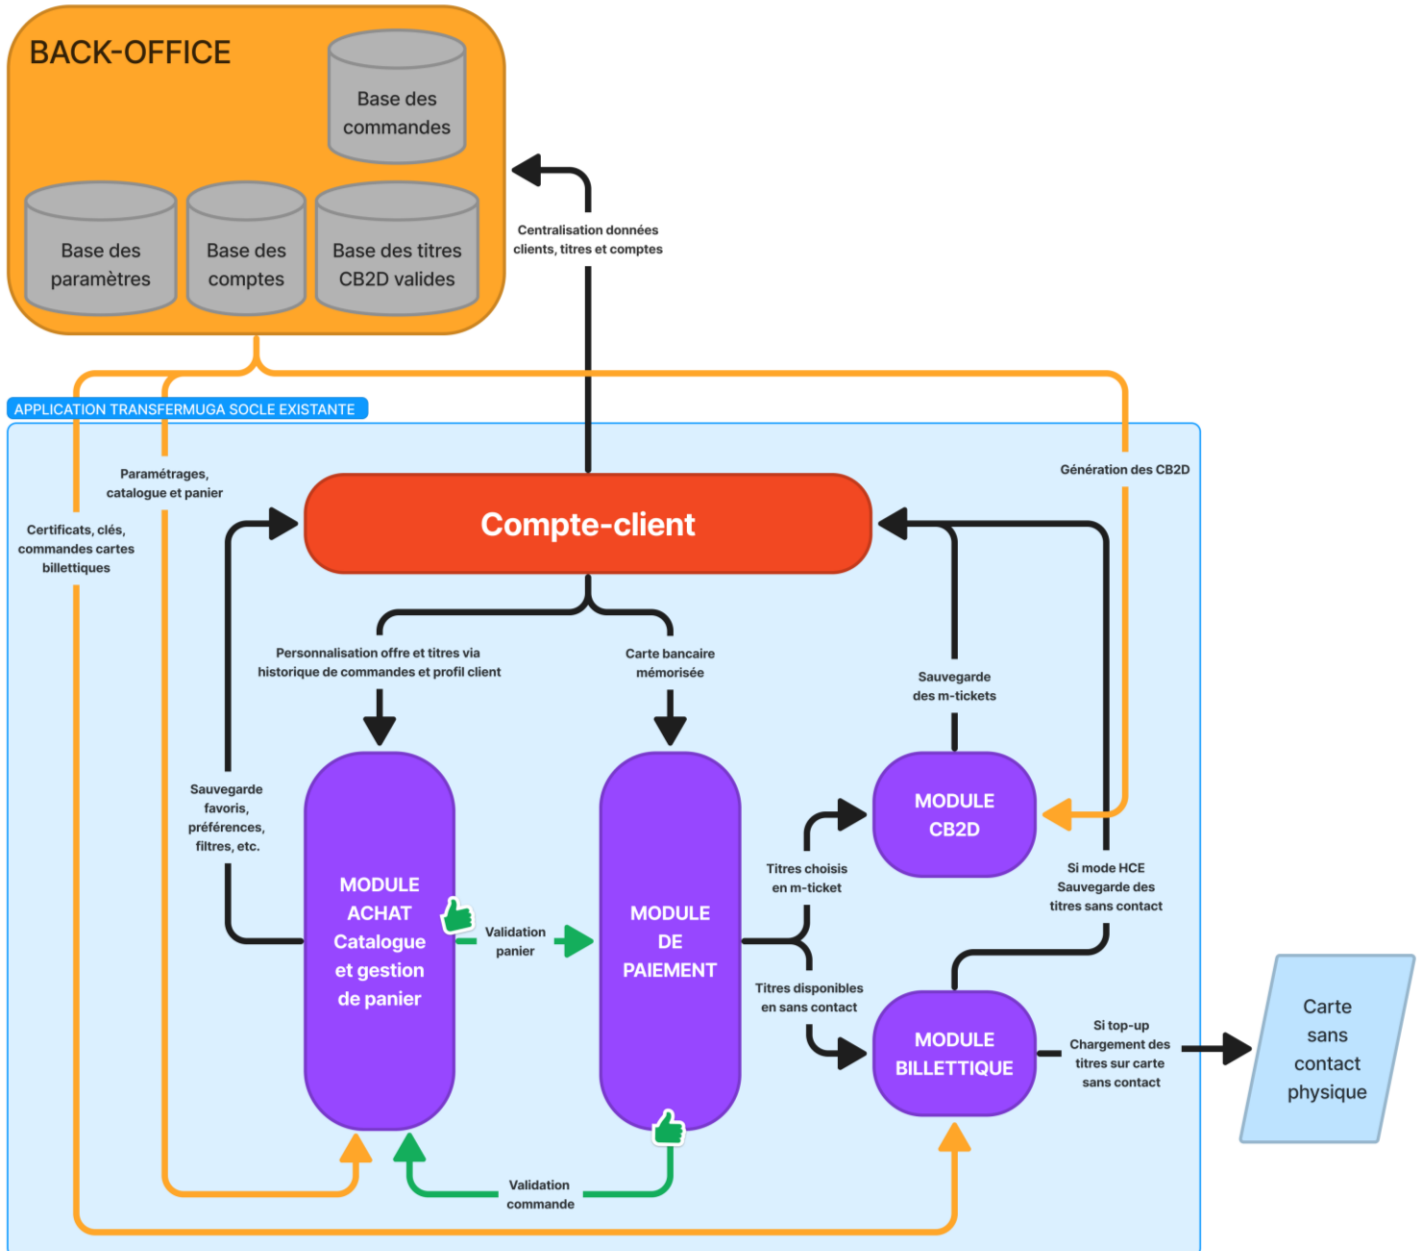 BACK-OFFICE
Base des
commandes
Base des
paramètres
Base des
comptes
Base des titres
CB2D valides
Centralisation données
clients, titres et comptes
APPLICATION TRANSFERMUGA SOCLE EXISTANTE
Paramétrages,
catalogue et panier
Certificats, clés,
commandes cartes
billettiques
Génération des CB2D
Compte-client
Personnalisation offre et titres via
historique de commandes et profil client
Carte bancaire
mémorisée
Sauvegarde
des m-tickets
Sauvegarde
favoris,
préférences,
filtres, etc.
MODULE
ACHAT
Catalogue
et gestion
de panier
Validation
panier
MODULE
DE
PAIEMENT
Titres choisis
en m-ticket
Titres disponibles
en sans contact
MODULE
CB2D
Si mode HCE
Sauvegarde des
titres sans contact
MODULE
BILLETTIQUE
Si top-up
Chargement des
titres sur carte
sans contact
Carte
sans
contact
physique
Validation
commande